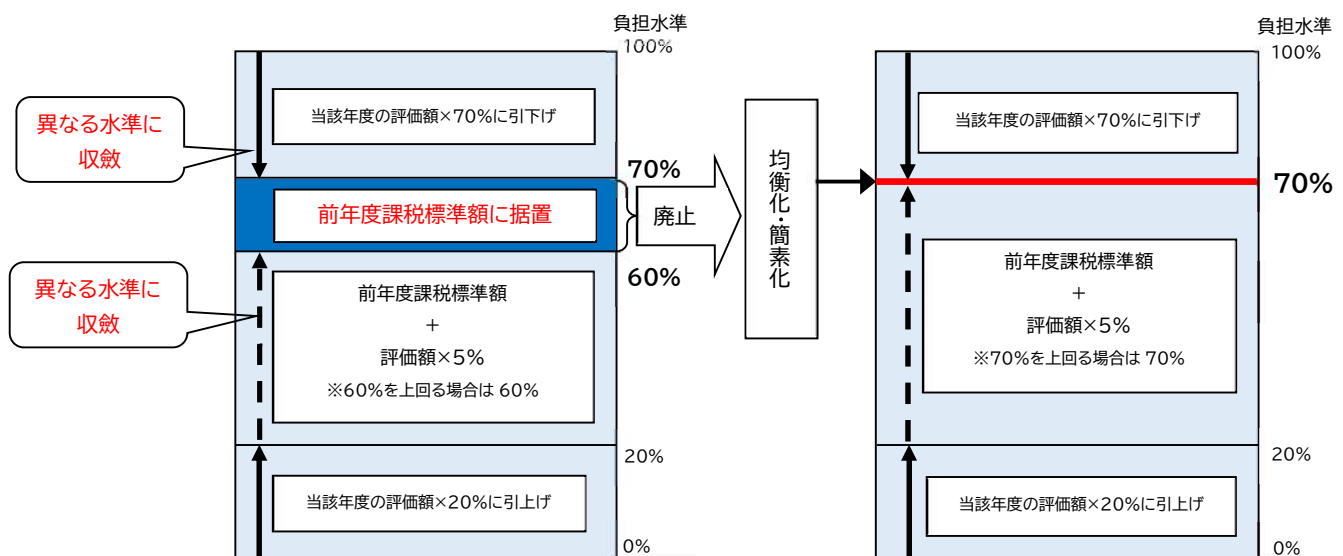 負担水準
100%
当該年度の評価額×70%に引下げ
異なる水準に
収斂
70%
前年度課税標準額に据置
廃止
60%
異なる水準に
収斂
前年度課税標準額
+
評価額×5%
※60%を上回る場合は 60%
20%
当該年度の評価額×20%に引上げ
0%
均衡化・簡素化
負担水準
100%
当該年度の評価額×70%に引下げ
70%
前年度課税標準額
+
評価額×5%
※70%を上回る場合は 70%
20%
当該年度の評価額×20%に引上げ
0%